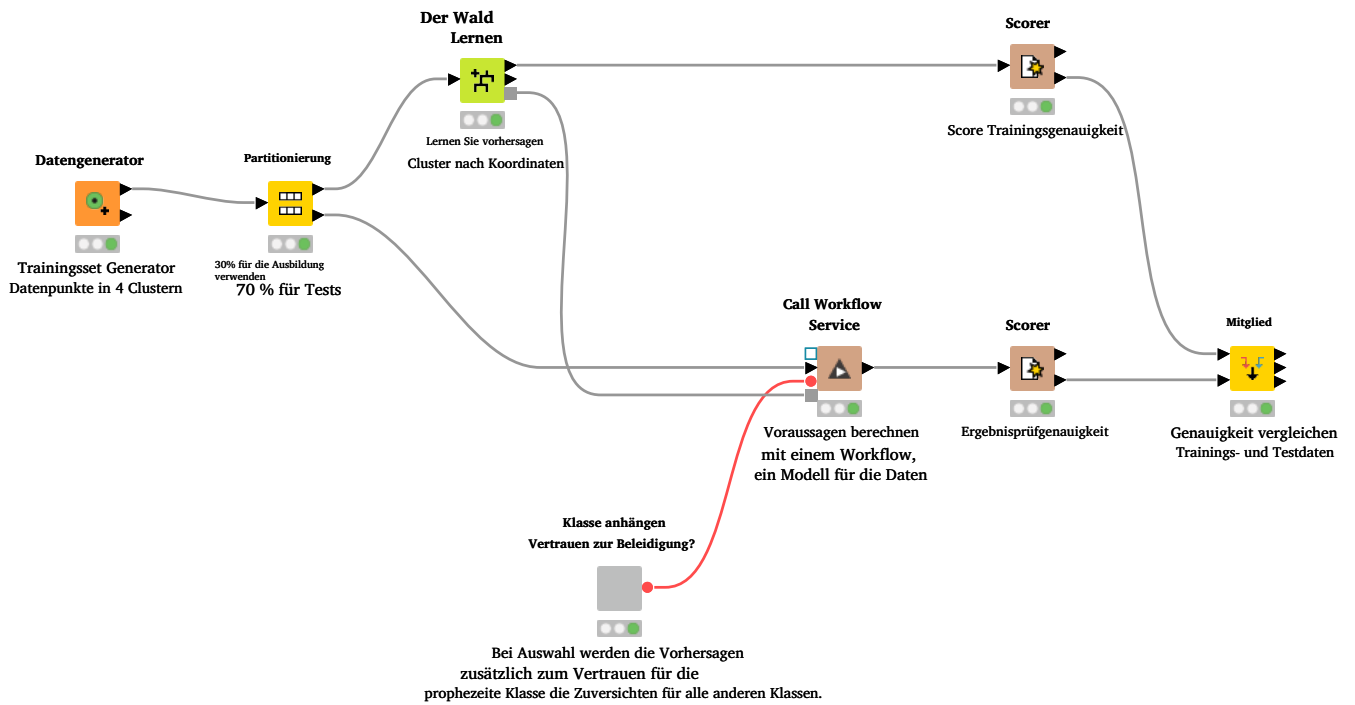 Der Wald
Lernen
Lernen Sie vorhersagen
Cluster nach Koordinaten
Scorer
Score Trainingsgenauigkeit
Datengenerator
Trainingsset Generator
Datenpunkte in 4 Clustern
Partitionierung
30% für die Ausbildung
verwenden
70 % für Tests
Call Workflow
Service
Voraussagen berechnen
mit einem Workflow,
ein Modell für die Daten
Scorer
Ergebnisprüfgenauigkeit
Mitglied
Genauigkeit vergleichen
Trainings- und Testdaten
Klasse anhängen
Vertrauen zur Beleidigung?
Bei Auswahl werden die Vorhersagen
zusätzlich zum Vertrauen für die
prophezeite Klasse die Zuversichten für alle anderen Klassen.